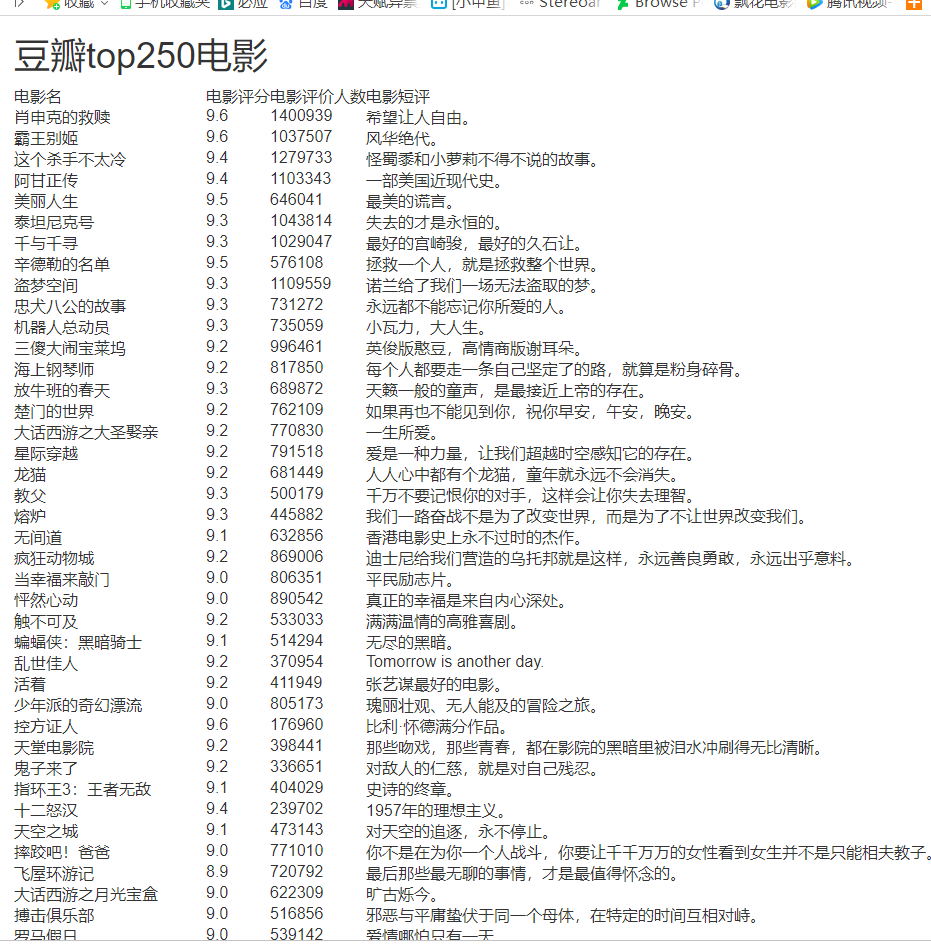 收藏 手机收藏夹 必应 百度 天赋异禀 [小甲鱼] Stereoar Browse P 飘花电影 腾讯视频-
豆瓣top250电影
电影名 电影评分电影评价人数电影短评
肖申克的救赎 9.6 1400939 希望让人自由。
霸王别姬 9.6 1037507 风华绝代。
这个杀手不太冷 9.4 1279733 怪蜀黍和小萝莉不得不说的故事。
阿甘正传 9.4 1103343 一部美国近现代史。
美丽人生 9.5 646041 最美的谎言。
泰坦尼克号 9.3 1043814 失去的才是永恒的。
千与千寻 9.3 1029047 最好的宫崎骏，最好的久石让。
辛德勒的名单 9.5 576108 拯救一个人，就是拯救整个世界。
盗梦空间 9.3 1109559 诺兰给了我们一场无法盗取的梦。
忠犬八公的故事 9.3 731272 永远都不能忘记你所爱的人。
机器人总动员 9.3 735059 小瓦力，大人生。
三傻大闹宝莱坞 9.2 996461 英俊版憨豆，高情商版谢耳朵。
海上钢琴师 9.2 817850 每个人都要走一条自己坚定了的路，就算是粉身碎骨。
放牛班的春天 9.3 689872 天籁一般的童声，是最接近上帝的存在。
楚门的世界 9.2 762109 如果再也不能见到你，祝你早安，午安，晚安。
大话西游之大圣娶亲 9.2 770830 一生所爱。
星际穿越 9.2 791518 爱是一种力量，让我们超越时空感知它的存在。
龙猫 9.2 681449 人人心中都有个龙猫，童年就永远不会消失。
教父 9.3 500179 千万不要记恨你的对手，这样会让你失去理智。
熔炉 9.3 445882 我们一路奋战不是为了改变世界，而是为了不让世界改变我们。
无间道 9.1 632856 香港电影史上永不过时的杰作。
疯狂动物城 9.2 869006 迪士尼给我们营造的乌托邦就是这样，永远善良勇敢，永远出乎意料。
当幸福来敲门 9.0 806351 平民励志片。
怦然心动 9.0 890542 真正的幸福是来自内心深处。
触不可及 9.2 533033 满满温情的高雅喜剧。
蝙蝠侠：黑暗骑士 9.1 514294 无尽的黑暗。
乱世佳人 9.2 370954 Tomorrow is another day.
活着 9.2 411949 张艺谋最好的电影。
少年派的奇幻漂流 9.0 805173 瑰丽壮观、无人能及的冒险之旅。
控方证人 9.6 176960 比利·怀德满分作品。
天堂电影院 9.2 398441 那些吻戏，那些青春，都在影院的黑暗里被泪水冲刷得无比清晰。
鬼子来了 9.2 336651 对敌人的仁慈，就是对自己残忍。
指环王3：王者无敌 9.1 404029 史诗的终章。
十二怒汉 9.4 239702 1957年的理想主义。
天空之城 9.1 473143 对天空的追逐，永不停止。
摔跤吧！爸爸 9.0 771010 你不是在为你一个人战斗，你要让千千万万的女性看到女生并不是只能相夫教子。
飞屋环游记 8.9 720792 最后那些最无聊的事情，才是最值得怀念的。
大话西游之月光宝盒 9.0 622309 旷古烁今。
搏击俱乐部 9.0 516856 邪恶与平庸蛰伏于同一个母体，在特定的时间互相对峙。
罗马假日 9.0 539142 爱情哪怕只有一天